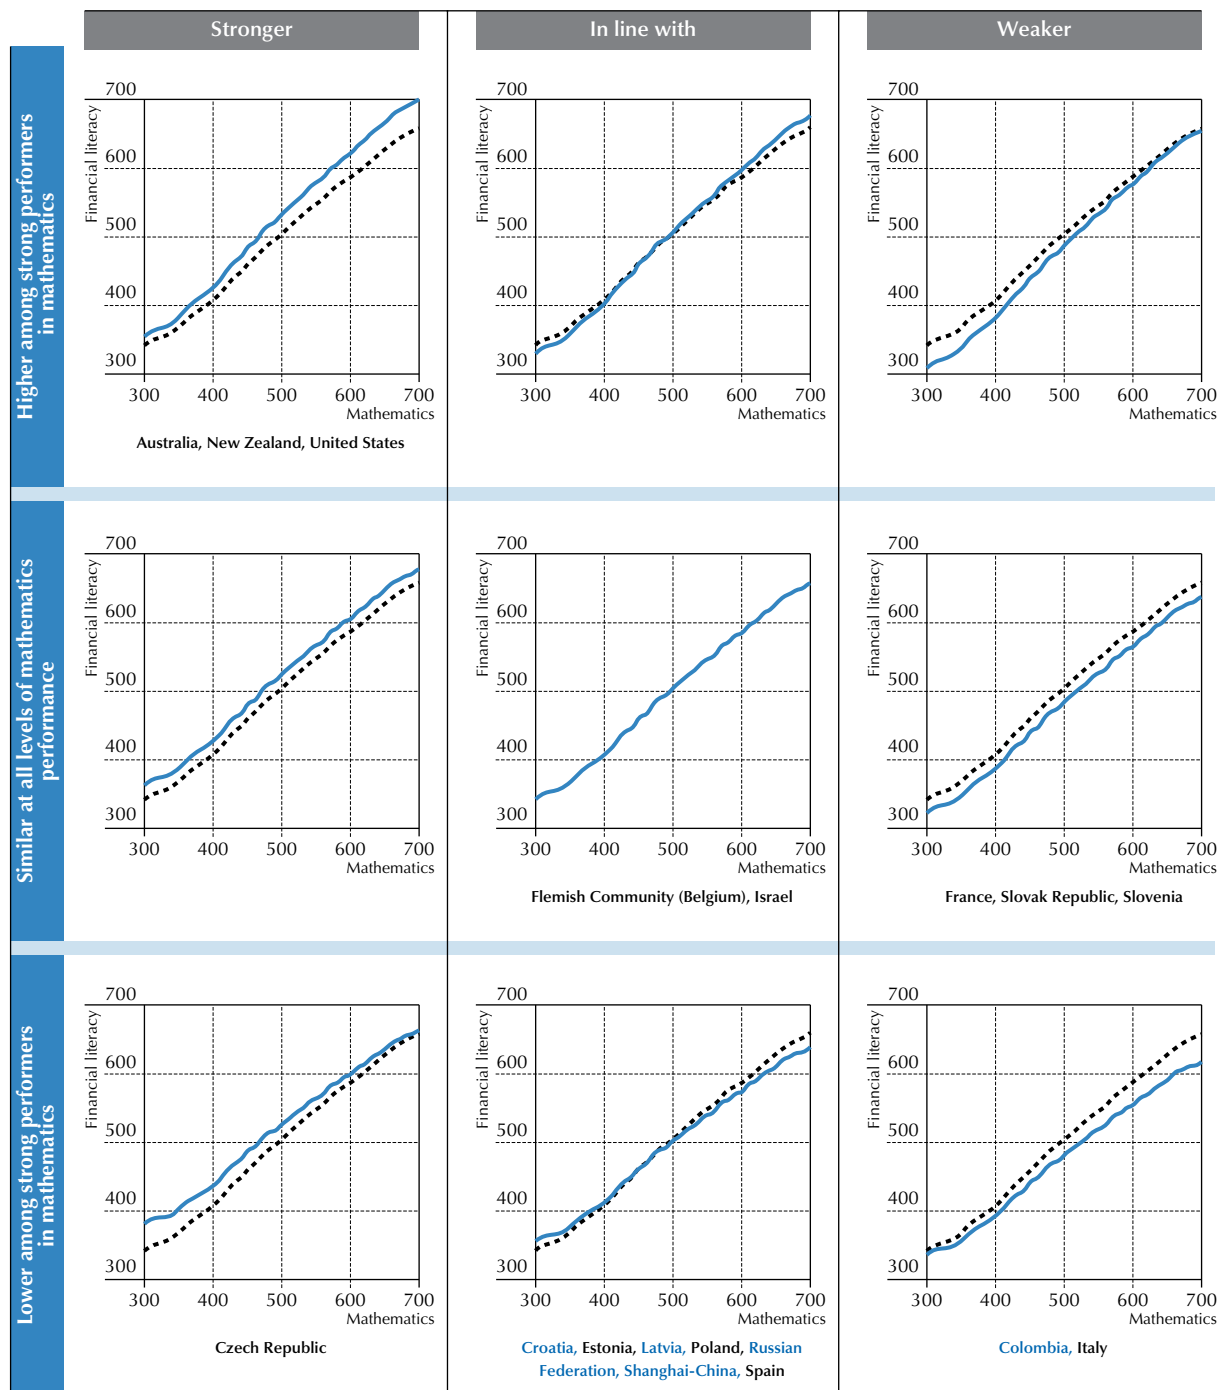 Stronger
In line with
Weaker
Higher among strong performers
in mathematics
700
600
500
400
300
Financial literacy
300 400 500 600 700
Mathematics
Australia, New Zealand, United States
700
600
500
400
300
Financial literacy
300 400 500 600 700
Mathematics
700
600
500
400
300
Financial literacy
300 400 500 600 700
Mathematics
Similar at all levels of mathematics
performance
700
600
500
400
300
Financial literacy
300 400 500 600 700
Mathematics
700
600
500
400
300
Financial literacy
300 400 500 600 700
Mathematics
Flemish Community (Belgium), Israel
700
600
500
400
300
Financial literacy
300 400 500 600 700
Mathematics
France, Slovak Republic, Slovenia
Lower among strong performers
in mathematics
700
600
500
400
300
Financial literacy
300 400 500 600 700
Mathematics
Czech Republic
700
600
500
400
300
Financial literacy
300 400 500 600 700
Mathematics
Croatia, Estonia, Latvia, Poland, Russian
Federation, Shanghai-China, Spain
700
600
500
400
300
Financial literacy
300 400 500 600 700
Mathematics
Colombia, Italy